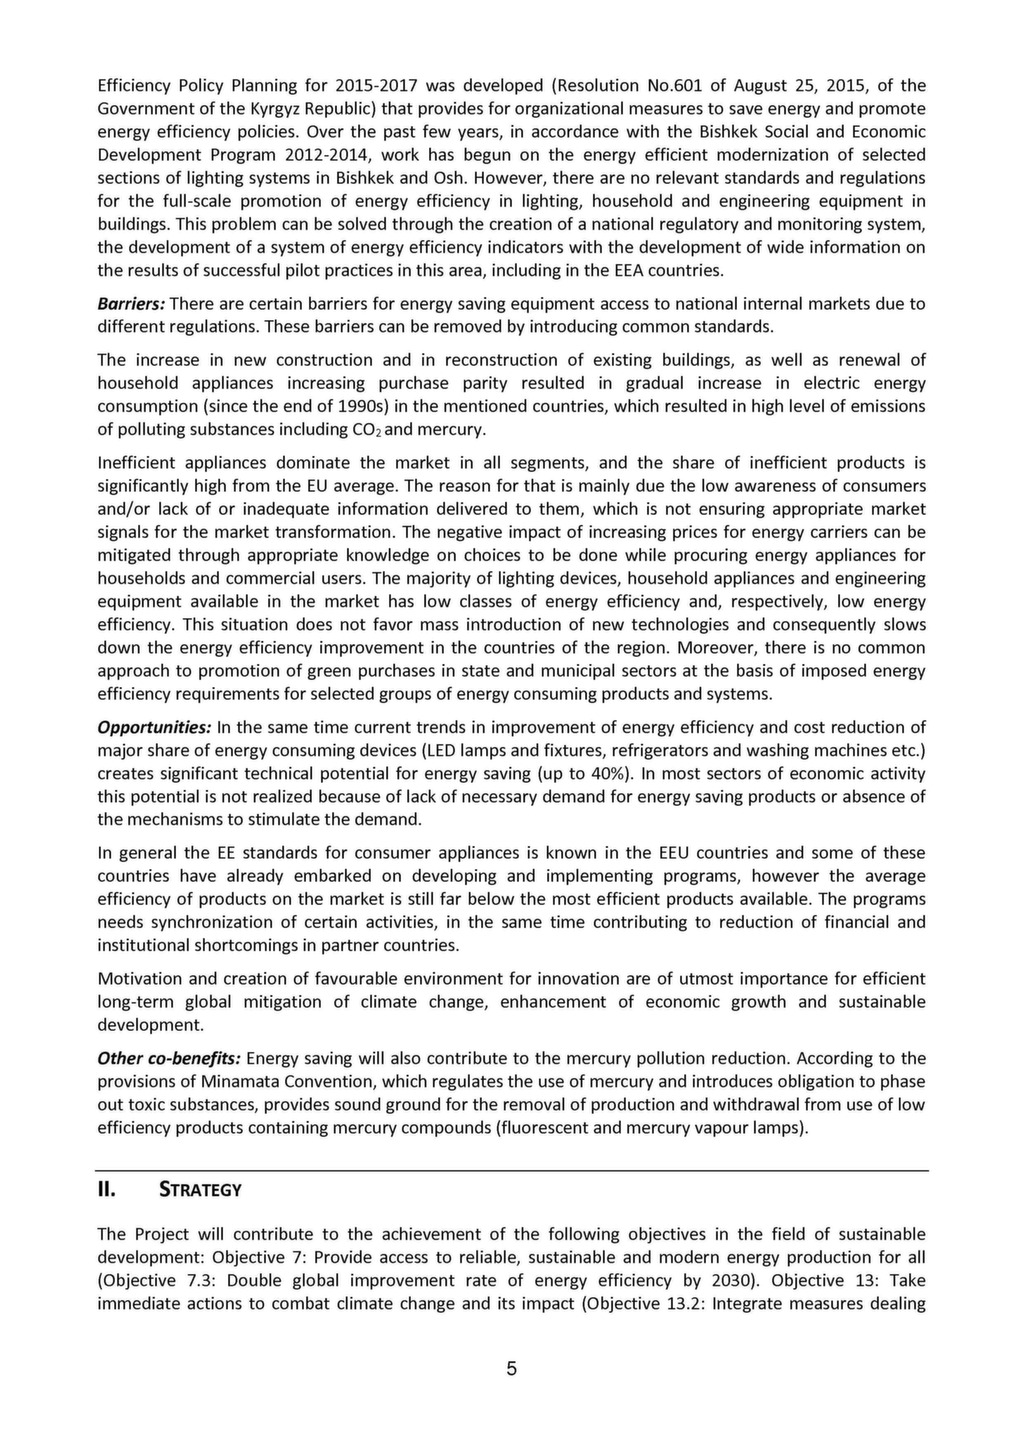 Efficiency Policy Planning for 2015-2017 was developed (Resolution No.601 of August 25, 2015, of the
Government of the Kyrgyz Republic) that provides for organizational measures to save energy and promote
energy efficiency policies. Over the past few years, in accordance with the Bishkek Social and Economic
Development Program 2012-2014, work has begun on the energy efficient modernization of selected
sections of lighting systems in Bishkek and Osh. However, there are no relevant standards and regulations
for the full-scale promotion of energy efficiency in lighting, household and engineering equipment in
buildings. This problem can be solved through the creation of a national regulatory and monitoring system,
the development of a system of energy efficiency indicators with the development of wide information on
the results of successful pilot practices in this area, including in the EEA countries.
Barriers: There are certain barriers for energy saving equipment access to national internal markets due to
different regulations. These barriers can be removed by introducing common standards.
The increase in new construction and in reconstruction of existing buildings, as well as renewal of
household appliances increasing purchase parity resulted in gradual increase in electric energy
consumption (since the end of 1990s) in the mentioned countries, which resulted in high level of emissions
of polluting substances including CO2 and mercury.
Inefficient appliances dominate the market in all segments, and the share of inefficient products is
significantly high from the EU average. The reason for that is mainly due the low awareness of consumers
and/or lack of or inadequate information delivered to them, which is not ensuring appropriate market
signals for the market transformation. The negative impact of increasing prices for energy carriers can be
mitigated through appropriate knowledge on choices to be done while procuring energy appliances for
households and commercial users. The majority of lighting devices, household appliances and engineering
equipment available in the market has low classes of energy efficiency and, respectively, low energy
efficiency. This situation does not favor mass introduction of new technologies and consequently slows
down the energy efficiency improvement in the countries of the region. Moreover, there is no common
approach to promotion of green purchases in state and municipal sectors at the basis of imposed energy
efficiency requirements for selected groups of energy consuming products and systems.
Opportunities: In the same time current trends in improvement of energy efficiency and cost reduction of
major share of energy consuming devices (LED lamps and fixtures, refrigerators and washing machines etc.)
creates significant technical potential for energy saving (up to 40%). In most sectors of economic activity
this potential is not realized because of lack of necessary demand for energy saving products or absence of
the mechanisms to stimulate the demand.
In general the EE standards for consumer appliances is known in the EEU countries and some of these
countries have already embarked on developing and implementing programs, however the average
efficiency of products on the market is still far below the most efficient products available. The programs
needs synchronization of certain activities, in the same time contributing to reduction of financial and
institutional shortcomings in partner countries.
Motivation and creation of favourable environment for innovation are of utmost importance for efficient
long-term global mitigation of climate change, enhancement of economic growth and sustainable
development.
Other co-benefits: Energy saving will also contribute to the mercury pollution reduction. According to the
provisions of Minamata Convention, which regulates the use of mercury and introduces obligation to phase
out toxic substances, provides sound ground for the removal of production and withdrawal from use of low
efficiency products containing mercury compounds (fluorescent and mercury vapour lamps).
II. STRATEGY
The Project will contribute to the achievement of the following objectives in the field of sustainable
development: Objective 7: Provide access to reliable, sustainable and modern energy production for all
(Objective 7.3: Double global improvement rate of energy efficiency by 2030). Objective 13: Take
immediate actions to combat climate change and its impact (Objective 13.2: Integrate measures dealing
5